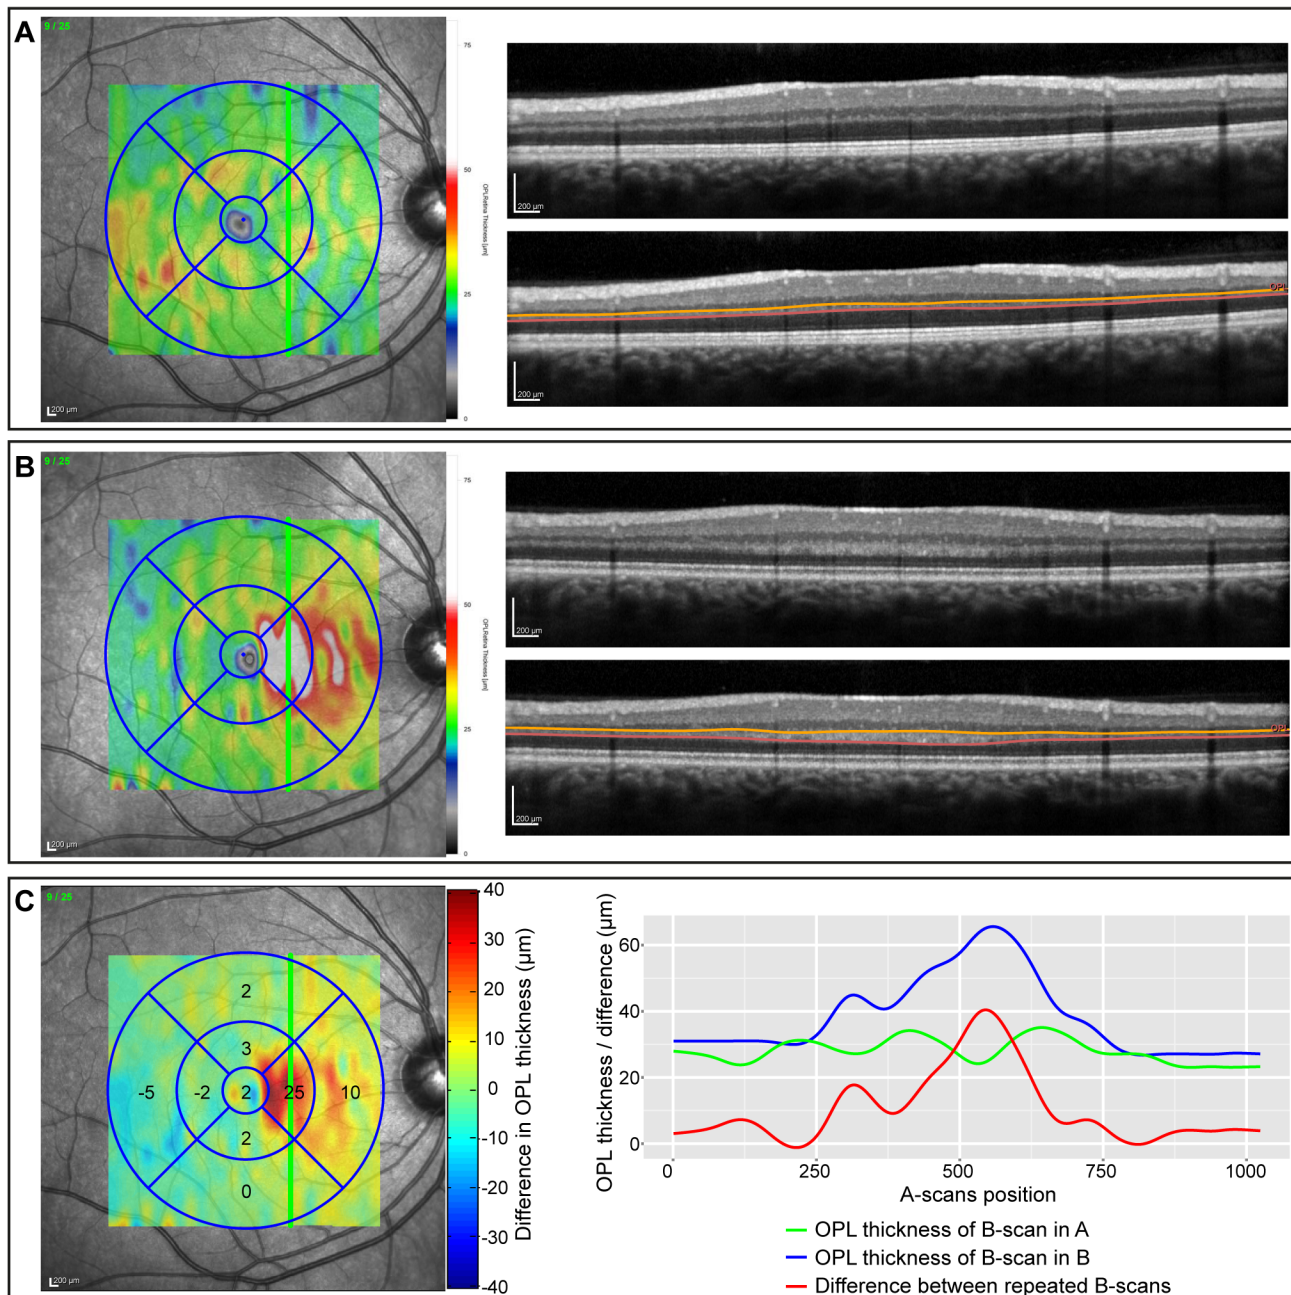 A
9 / 25
75
50
25
0
OPLRetina Thickness [µm]
200 µm
200 µm
OPL
200 µm
B
9 / 25
75
50
25
0
OPLRetina Thickness [µm]
200 µm
200 µm
OPL
200 µm
C
9 / 25
2
3
-5 -2 2 25 10
2
0
200 µm
40
30
20
10
0
-10
-20
-30
-40
Difference in OPL thickness (µm)
OPL thickness / difference (µm)
60
40
20
0
0 250 500 750 1000
A-scans position
OPL thickness of B-scan in A
OPL thickness of B-scan in B
Difference between repeated B-scans